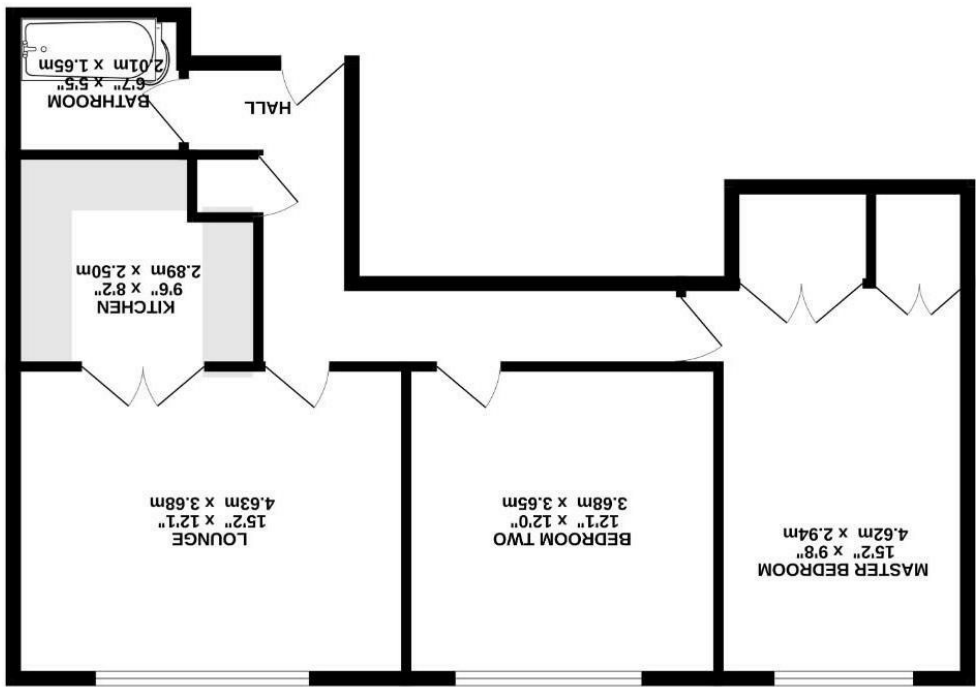 MASTER BEDROOM
15'2" x 9'8"
4.62m x 2.94m
BEDROOM TWO
12'1" x 12'0"
3.68m x 3.65m
LOUNGE
15'2" x 12'1"
4.63m x 3.68m
KITCHEN
9'6" x 8'2"
2.89m x 2.50m
HALL
BATHROOM
6'7" x 5'5"
2.01m x 1.65m